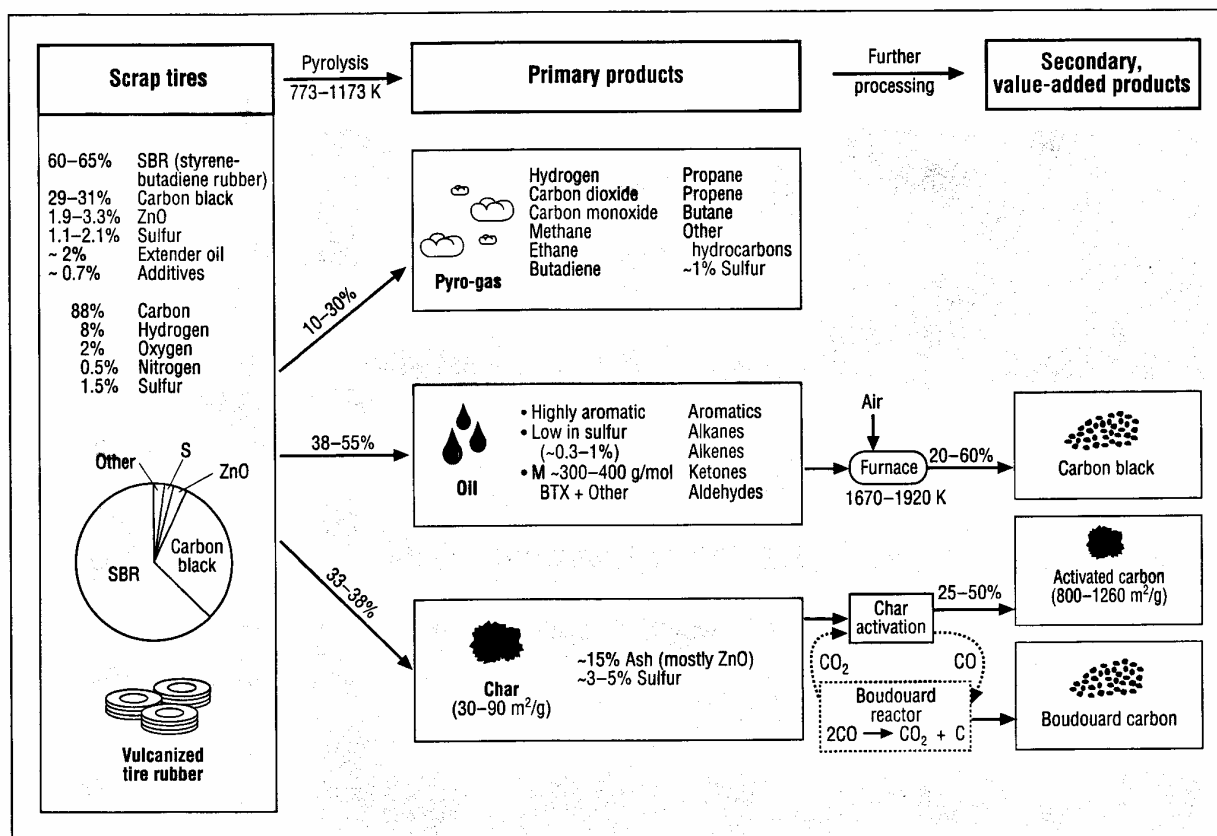 Scrap tires
Pyrolysis
773–1173 K
Primary products
Further
processing
Secondary,
value-added products
60–65% SBR (styrene-
butadiene rubber)
29–31% Carbon black
1.9–3.3% ZnO
1.1–2.1% Sulfur
~ 2% Extender oil
~ 0.7% Additives
88% Carbon
8% Hydrogen
2% Oxygen
0.5% Nitrogen
1.5% Sulfur
Other
S
ZnO
Carbon
black
SBR
Vulcanized
tire rubber
10–30%
Pyro-gas
Hydrogen
Carbon dioxide
Carbon monoxide
Methane
Ethane
Butadiene
Propane
Propene
Butane
Other
hydrocarbons
~1% Sulfur
38–55%
Oil
• Highly aromatic
• Low in sulfur
(~0.3–1%)
• M ~300–400 g/mol
BTX + Other
Aromatics
Alkanes
Alkenes
Ketones
Aldehydes
Air
Furnace
1670–1920 K
20–60%
Carbon black
33–38%
Char
(30–90 m²/g)
~15% Ash (mostly ZnO)
~3–5% Sulfur
Char
activation
25–50%
Activated carbon
(800–1260 m²/g)
CO₂
CO
Boudouard
reactor
2CO → CO₂ + C
Boudouard carbon